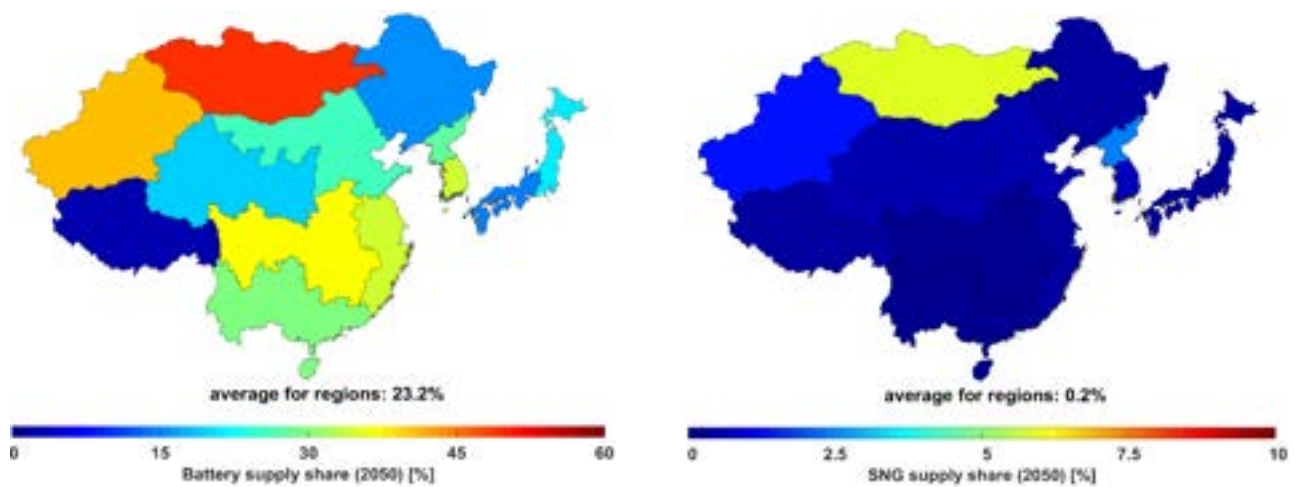 average for regions: 23.2%
0 15 30 45 60
Battery supply share (2050) [%]
average for regions: 0.2%
0 2.5 5 7.5 10
SNG supply share (2050) [%]